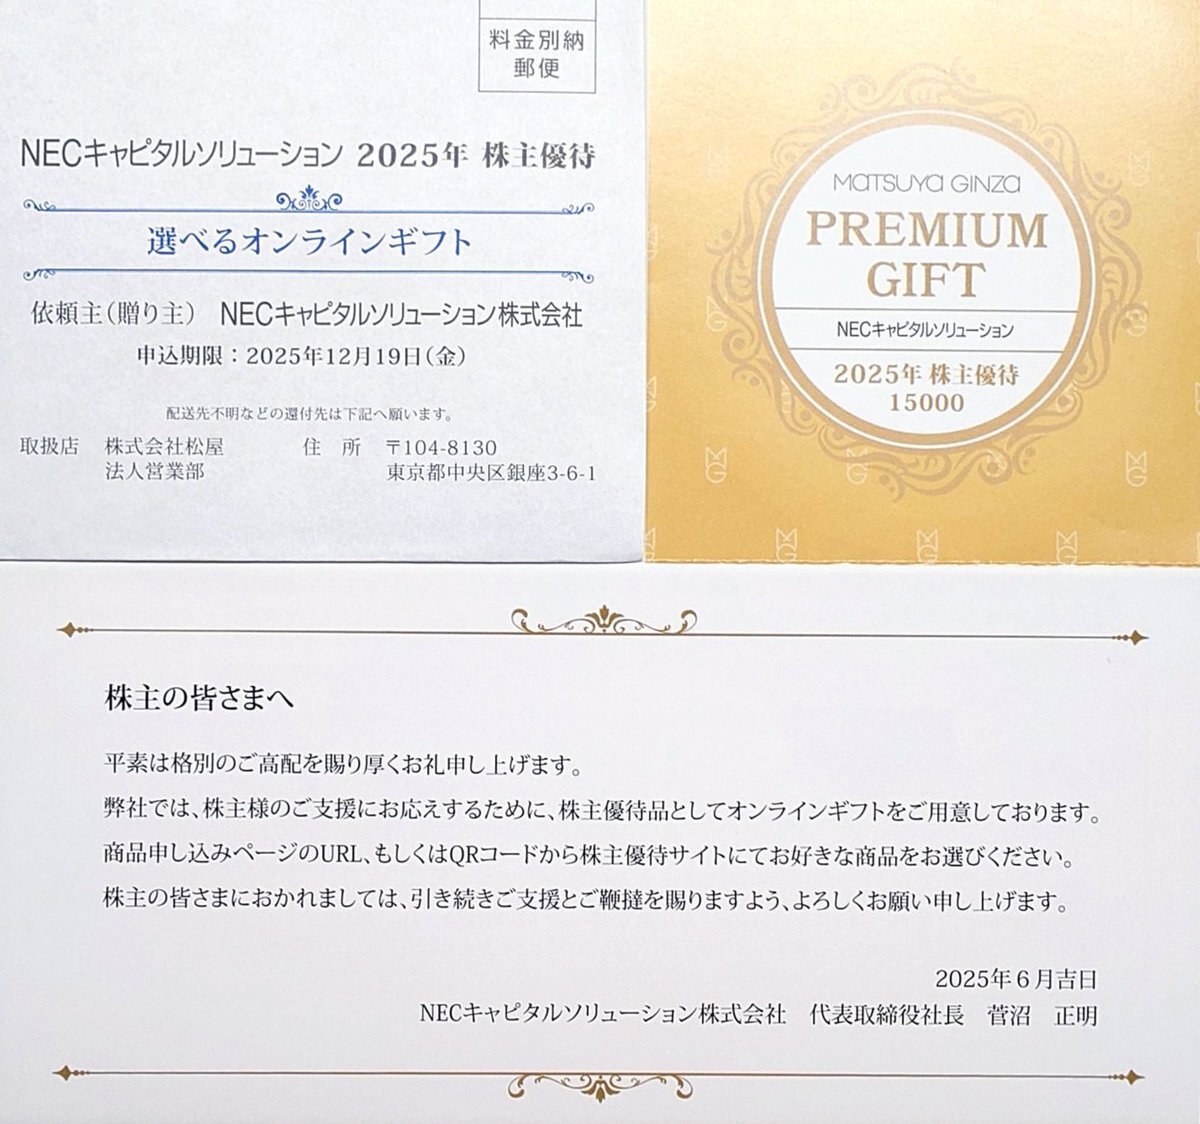 料金別納
郵便
NECキャピタルソリューション 2025年 株主優待
選べるオンラインギフト
依頼主(贈り主) NECキャピタルソリューション株式会社
申込期限:2025年12月19日(金)
配送先不明などの還付先は下記へ願います。
取扱店 株式会社松屋 住 所 〒104-8130
法人営業部 東京都中央区銀座3-6-1
MATSUYA GINZA
PREMIUM
GIFT
NECキャピタルソリューション
2025年 株主優待
15000
株主の皆さまへ
平素は格別のご高配を賜り厚くお礼申し上げます。
弊社では、株主様のご支援にお応えするために、株主優待品としてオンラインギフトをご用意しております。
商品申し込みページのURL、もしくはQRコードから株主優待サイトにてお好きな商品をお選びください。
株主の皆さまにおかれましては、引き続きご支援とご鞭撻を賜りますよう、よろしくお願い申し上げます。
2025年6月吉日
NECキャピタルソリューション株式会社 代表取締役社長 菅沼 正明